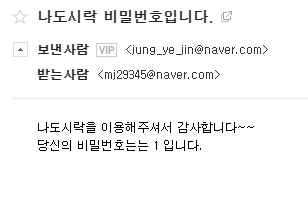 나도시락 비밀번호입니다.
보낸사람 VIP <jung_ye_jin@naver.com>
받는사람 <mj29345@naver.com>
나도시락을 이용해주셔서 감사합니다~~
당신의 비밀번호는는 1 입니다.